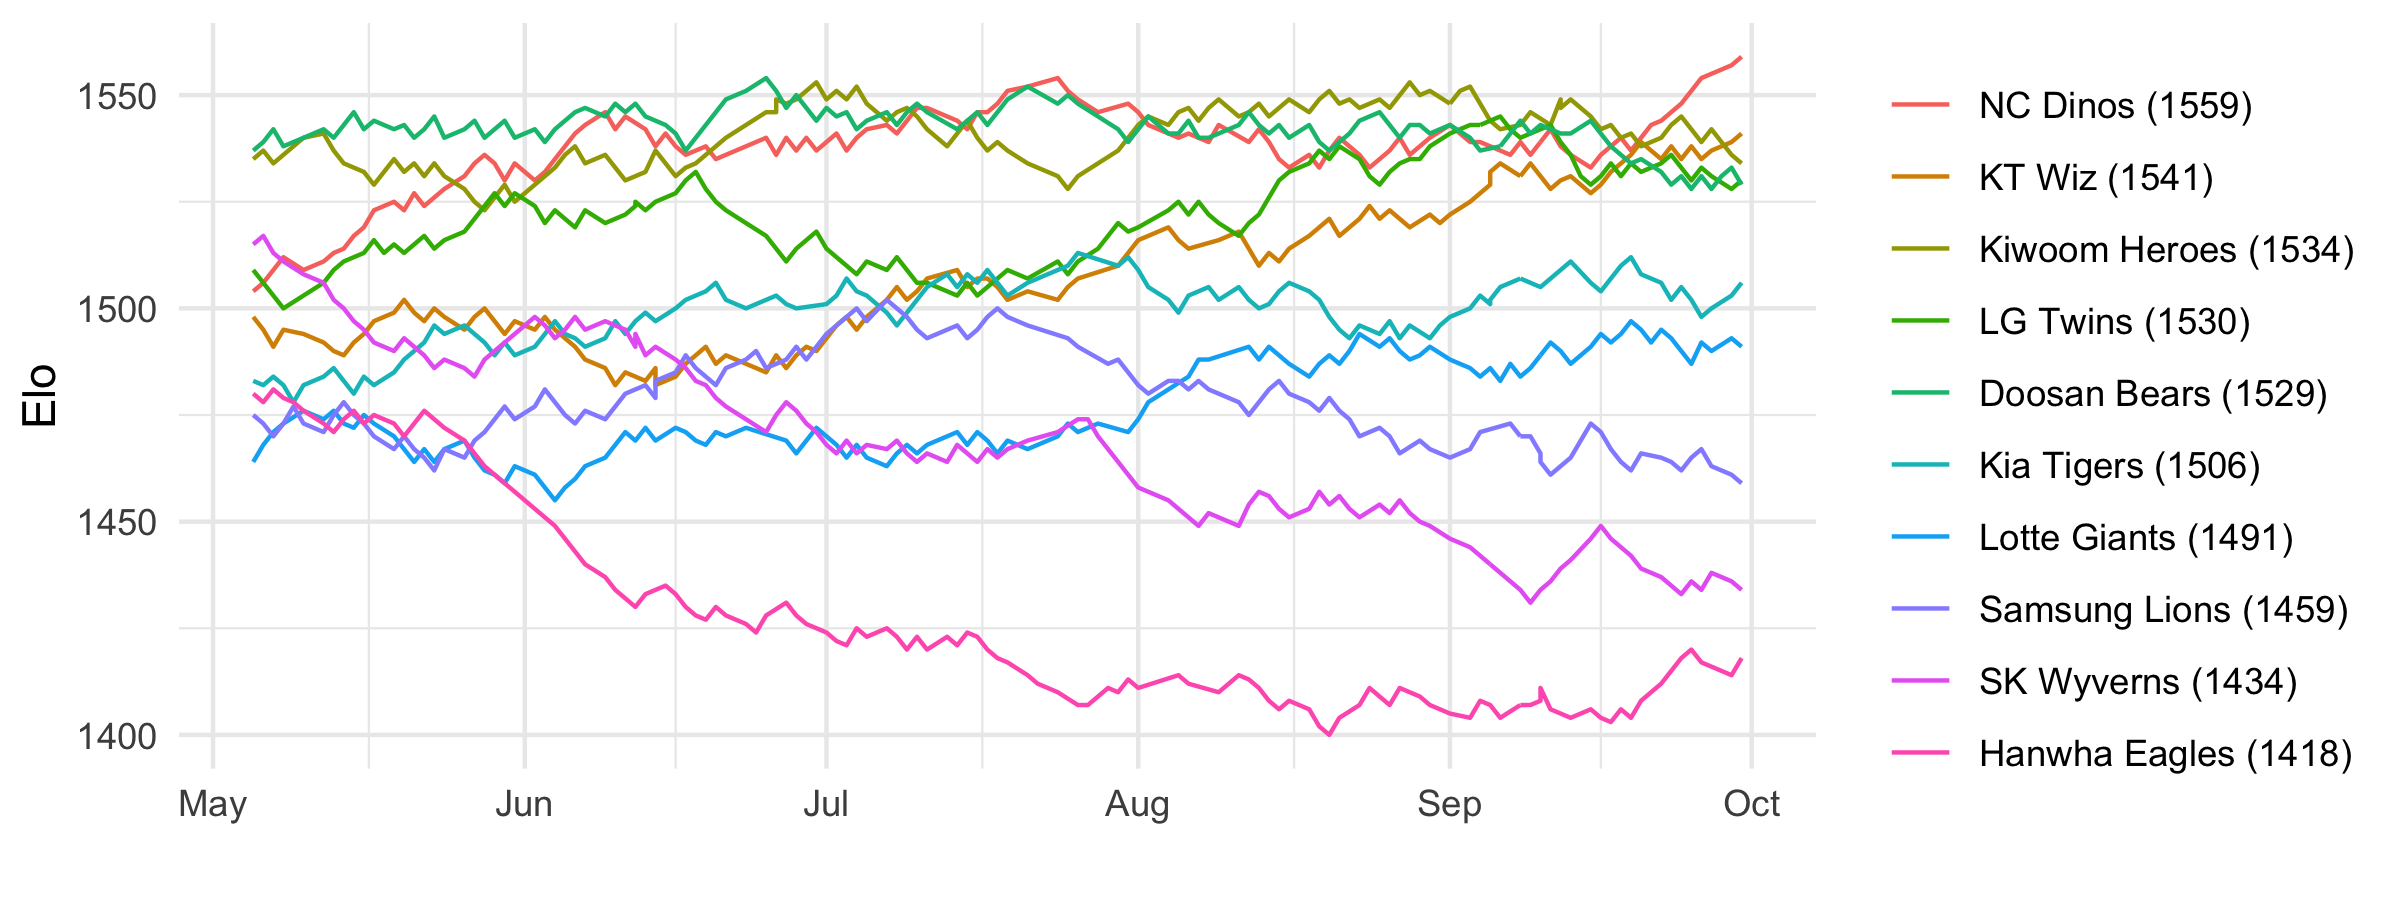 1550
1500
1450
1400
Elo
May Jun Jul Aug Sep Oct
NC Dinos (1559)
KT Wiz (1541)
Kiwoom Heroes (1534)
LG Twins (1530)
Doosan Bears (1529)
Kia Tigers (1506)
Lotte Giants (1491)
Samsung Lions (1459)
SK Wyverns (1434)
Hanwha Eagles (1418)